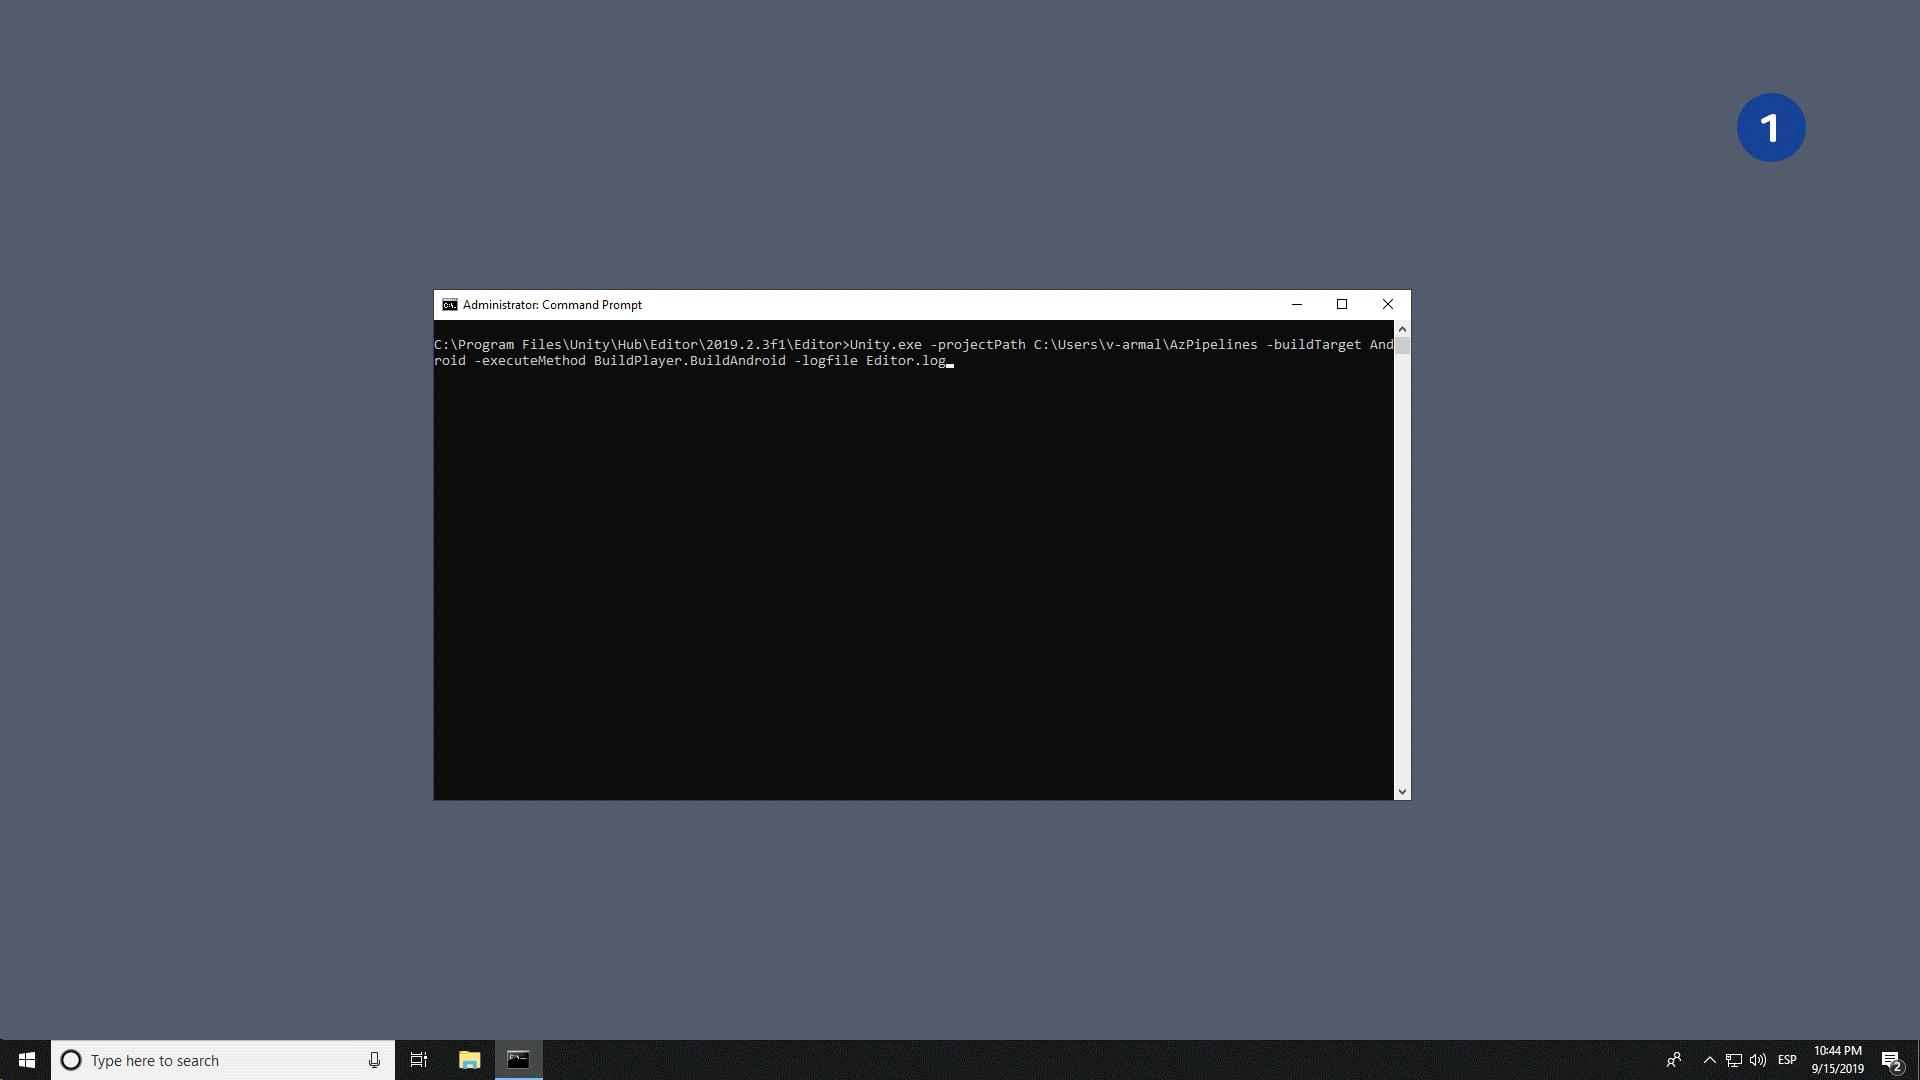 1
Administrator: Command Prompt
C:\Program Files\Unity\Hub\Editor\2019.2.3f1\Editor>Unity.exe -projectPath C:\Users\v-armal\AzPipelines -buildTarget And
roid -executeMethod BuildPlayer.BuildAndroid -logfile Editor.log
Type here to search
ESP
10:44 PM
9/15/2019
2